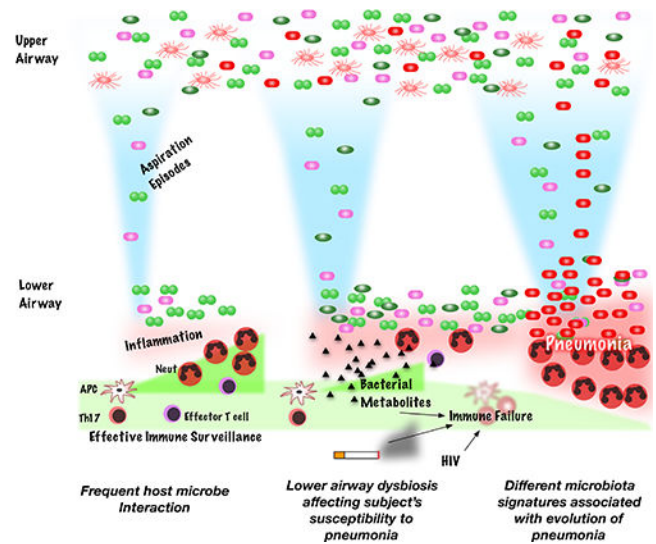 Upper
Airway
Aspiration
Episodes
Lower
Airway
Inflammation
Neut
APC
Th17
Effector T cell
Effective Immune Surveillance
Bacterial
Metabolites
Pneumonia
Immune Failure
HIV
Frequent host microbe
Interaction
Lower airway dysbiosis
affecting subject's
susceptibility to
pneumonia
Different microbiota
signatures associated
with evolution of
pneumonia